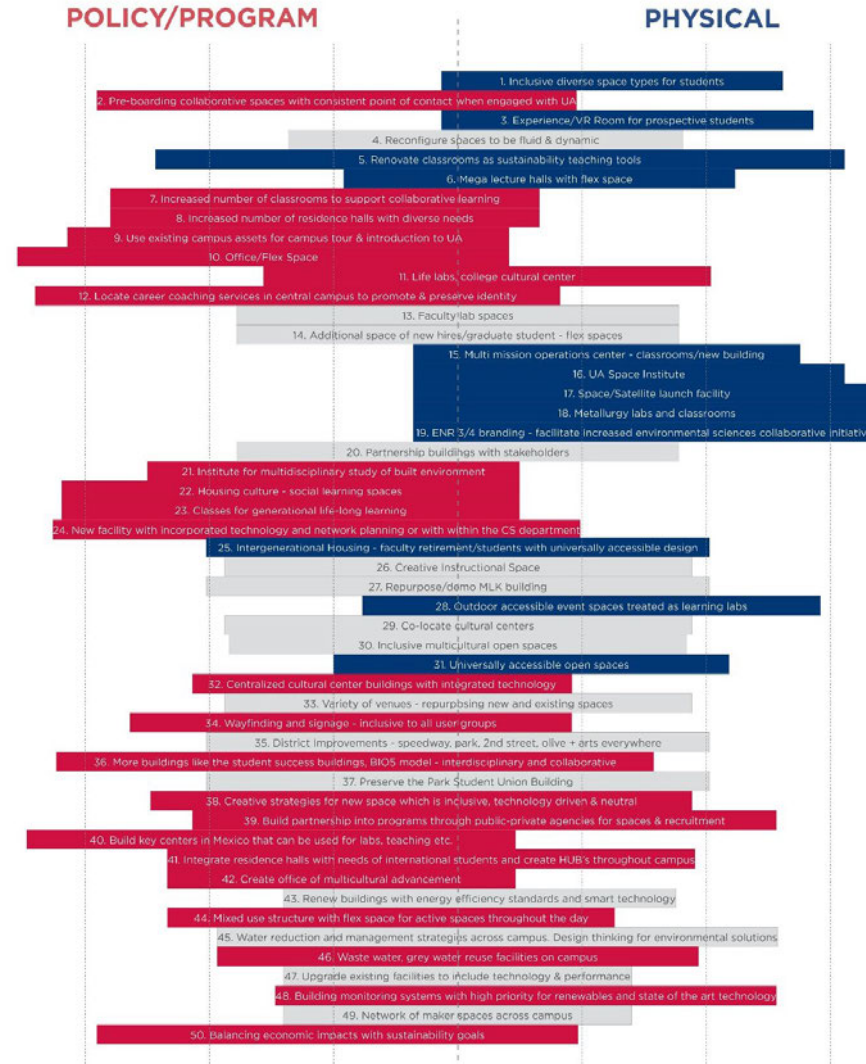 POLICY/PROGRAM
PHYSICAL
1. Inclusive diverse space types for students
2. Pre-boarding collaborative spaces with consistent point of contact when engaged with UA
3. Experience/VR Room for prospective students
4. Reconfigure spaces to be fluid & dynamic
5. Renovate classrooms as sustainability teaching tools
6. Mega lecture halls with flex space
7. Increased number of classrooms to support collaborative learning
8. Increased number of residence halls with diverse needs
9. Use existing campus assets for campus tour & introduction to UA
10. Office/Flex Space
11. Life labs, college cultural center
12. Locate career coaching services in central campus to promote & preserve identity
13. Faculty lab spaces
14. Additional space of new hires/graduate student - flex spaces
15. Multi mission operations center - classrooms/new building
16. UA Space Institute
17. Space/Satellite launch facility
18. Metallurgy labs and classrooms
19. ENR 3/4 branding - facilitate increased environmental sciences collaborative initiative
20. Partnership buildings with stakeholders
21. Institute for multidisciplinary study of built environment
22. Housing culture - social learning spaces
23. Classes for generational life-long learning
24. New facility with incorporated technology and network planning or with within the CS department
25. Intergenerational Housing - faculty retirement/students with universally accessible design
26. Creative Instructional Space
27. Repurpose/demo MLK building
28. Outdoor accessible event spaces treated as learning labs
29. Co-locate cultural centers
30. Inclusive multicultural open spaces
31. Universally accessible open spaces
32. Centralized cultural center buildings with integrated technology
33. Variety of venues - repurposing new and existing spaces
34. Wayfinding and signage - inclusive to all user groups
35. District Improvements - speedway, park, 2nd street, olive + arts everywhere
36. More buildings like the student success buildings, BIO5 model - interdisciplinary and collaborative
37. Preserve the Park Student Union Building
38. Creative strategies for new space which is inclusive, technology driven & neutral
39. Build partnership into programs through public-private agencies for spaces & recruitment
40. Build key centers in Mexico that can be used for labs, teaching etc.
41. Integrate residence halls with needs of international students and create HUB's throughout campus
42. Create office of multicultural advancement
43. Renew buildings with energy efficiency standards and smart technology
44. Mixed use structure with flex space for active spaces throughout the day
45. Water reduction and management strategies across campus. Design thinking for environmental solutions
46. Waste water, grey water reuse facilities on campus
47. Upgrade existing facilities to include technology & performance
48. Building monitoring systems with high priority for renewables and state of the art technology
49. Network of maker spaces across campus
50. Balancing economic impacts with sustainability goals